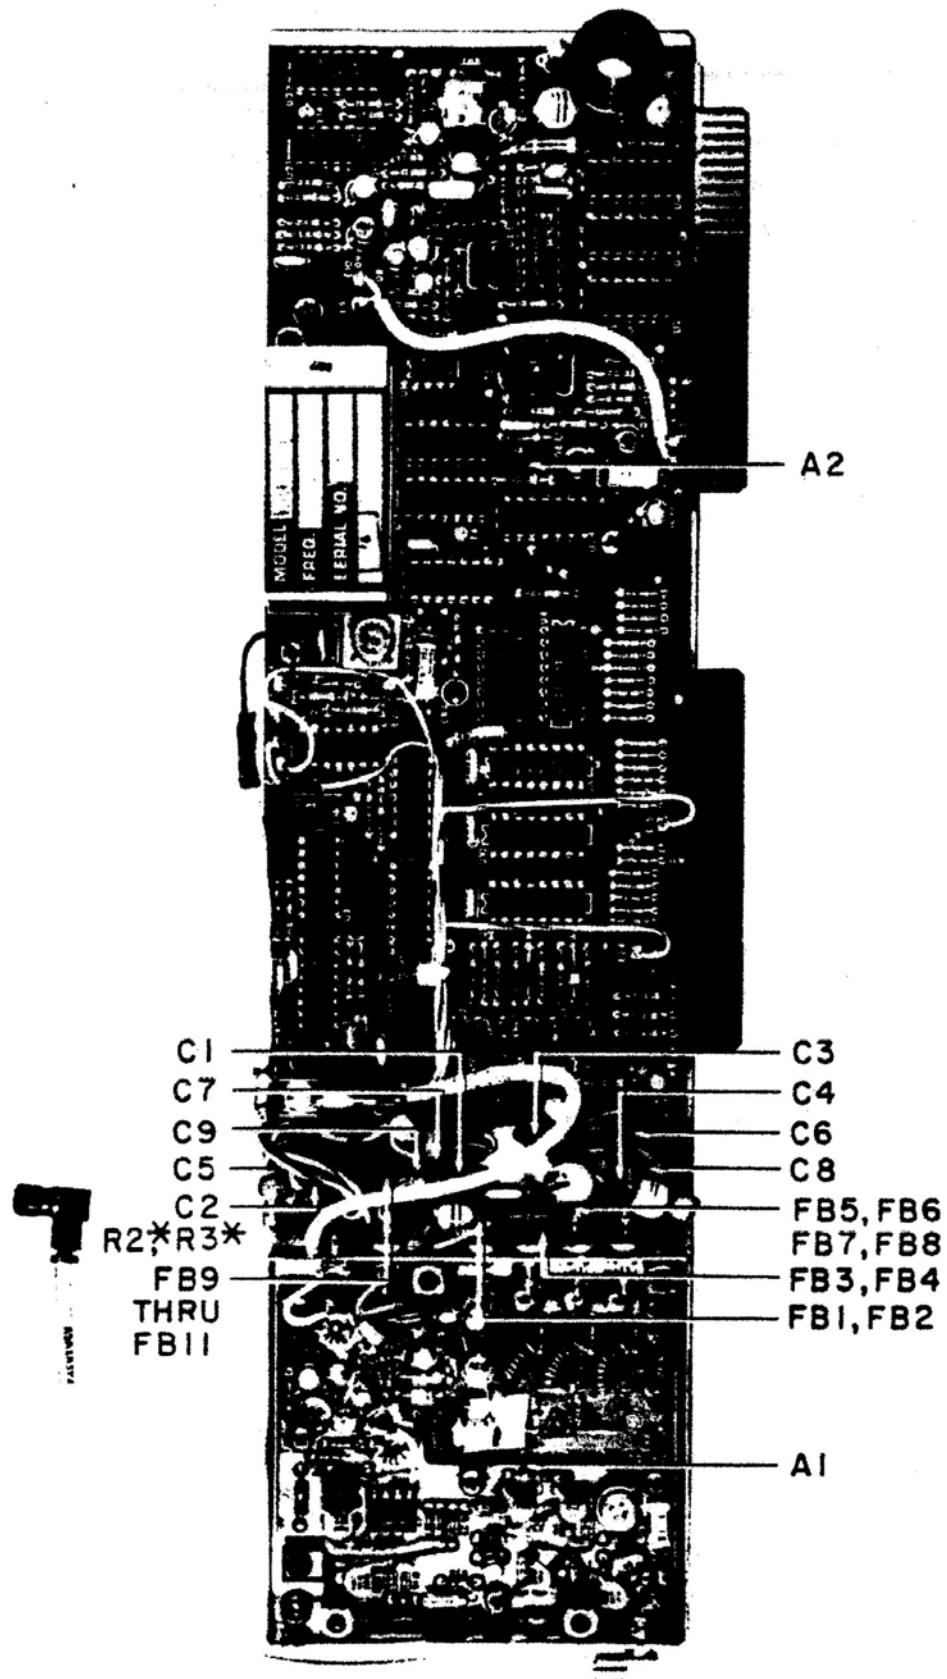 MODEL
FREQ.
SERIAL NO.
A2
C1
C7
C9
C5
C2
R2*, R3*
FB9
THRU
FB11
C3
C4
C6
C8
FB5, FB6
FB7, FB8
FB3, FB4
FB1, FB2
A1